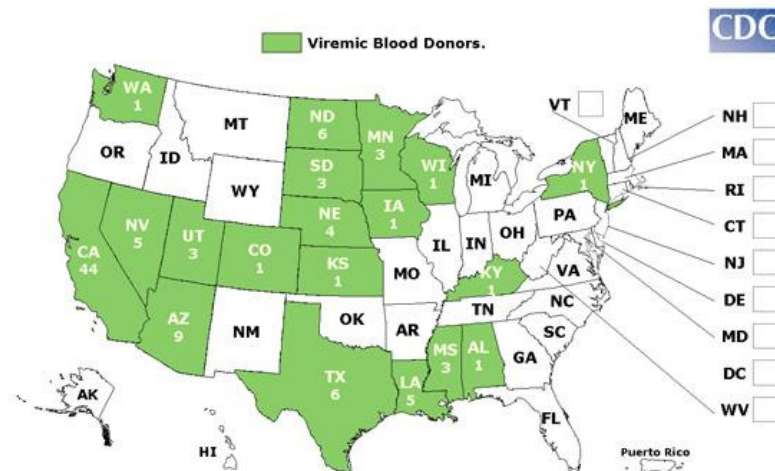 Viremic Blood Donors.
CDC
WA
1
MT
ND
6
MN
3
VT
ME
NH
OR
ID
SD
3
WI
1
MI
NY
1
MA
WY
RI
NV
5
NE
4
IA
1
PA
CT
CA
44
UT
3
CO
1
IL
IN
OH
NJ
KS
1
MO
KY
1
VA
DE
AZ
9
NM
OK
AR
TN
NC
MD
SC
MS
3
AL
1
GA
DC
TX
6
LA
5
AK
FL
WV
HI
Puerto Rico